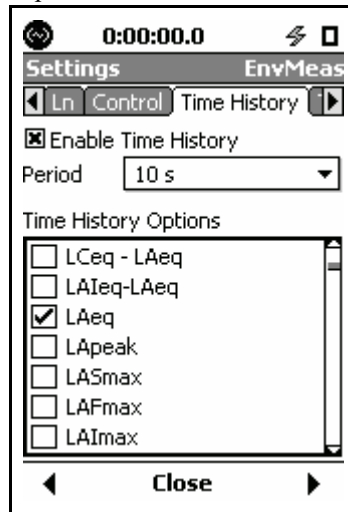 0:00:00.0
Settings EnvMeas
Ln Control Time History
Enable Time History
Period 10 s
Time History Options
LCeq - LAeq
LAIeq-LAeq
LAeq
LApeak
LASmax
LAFmax
LAImax
Close